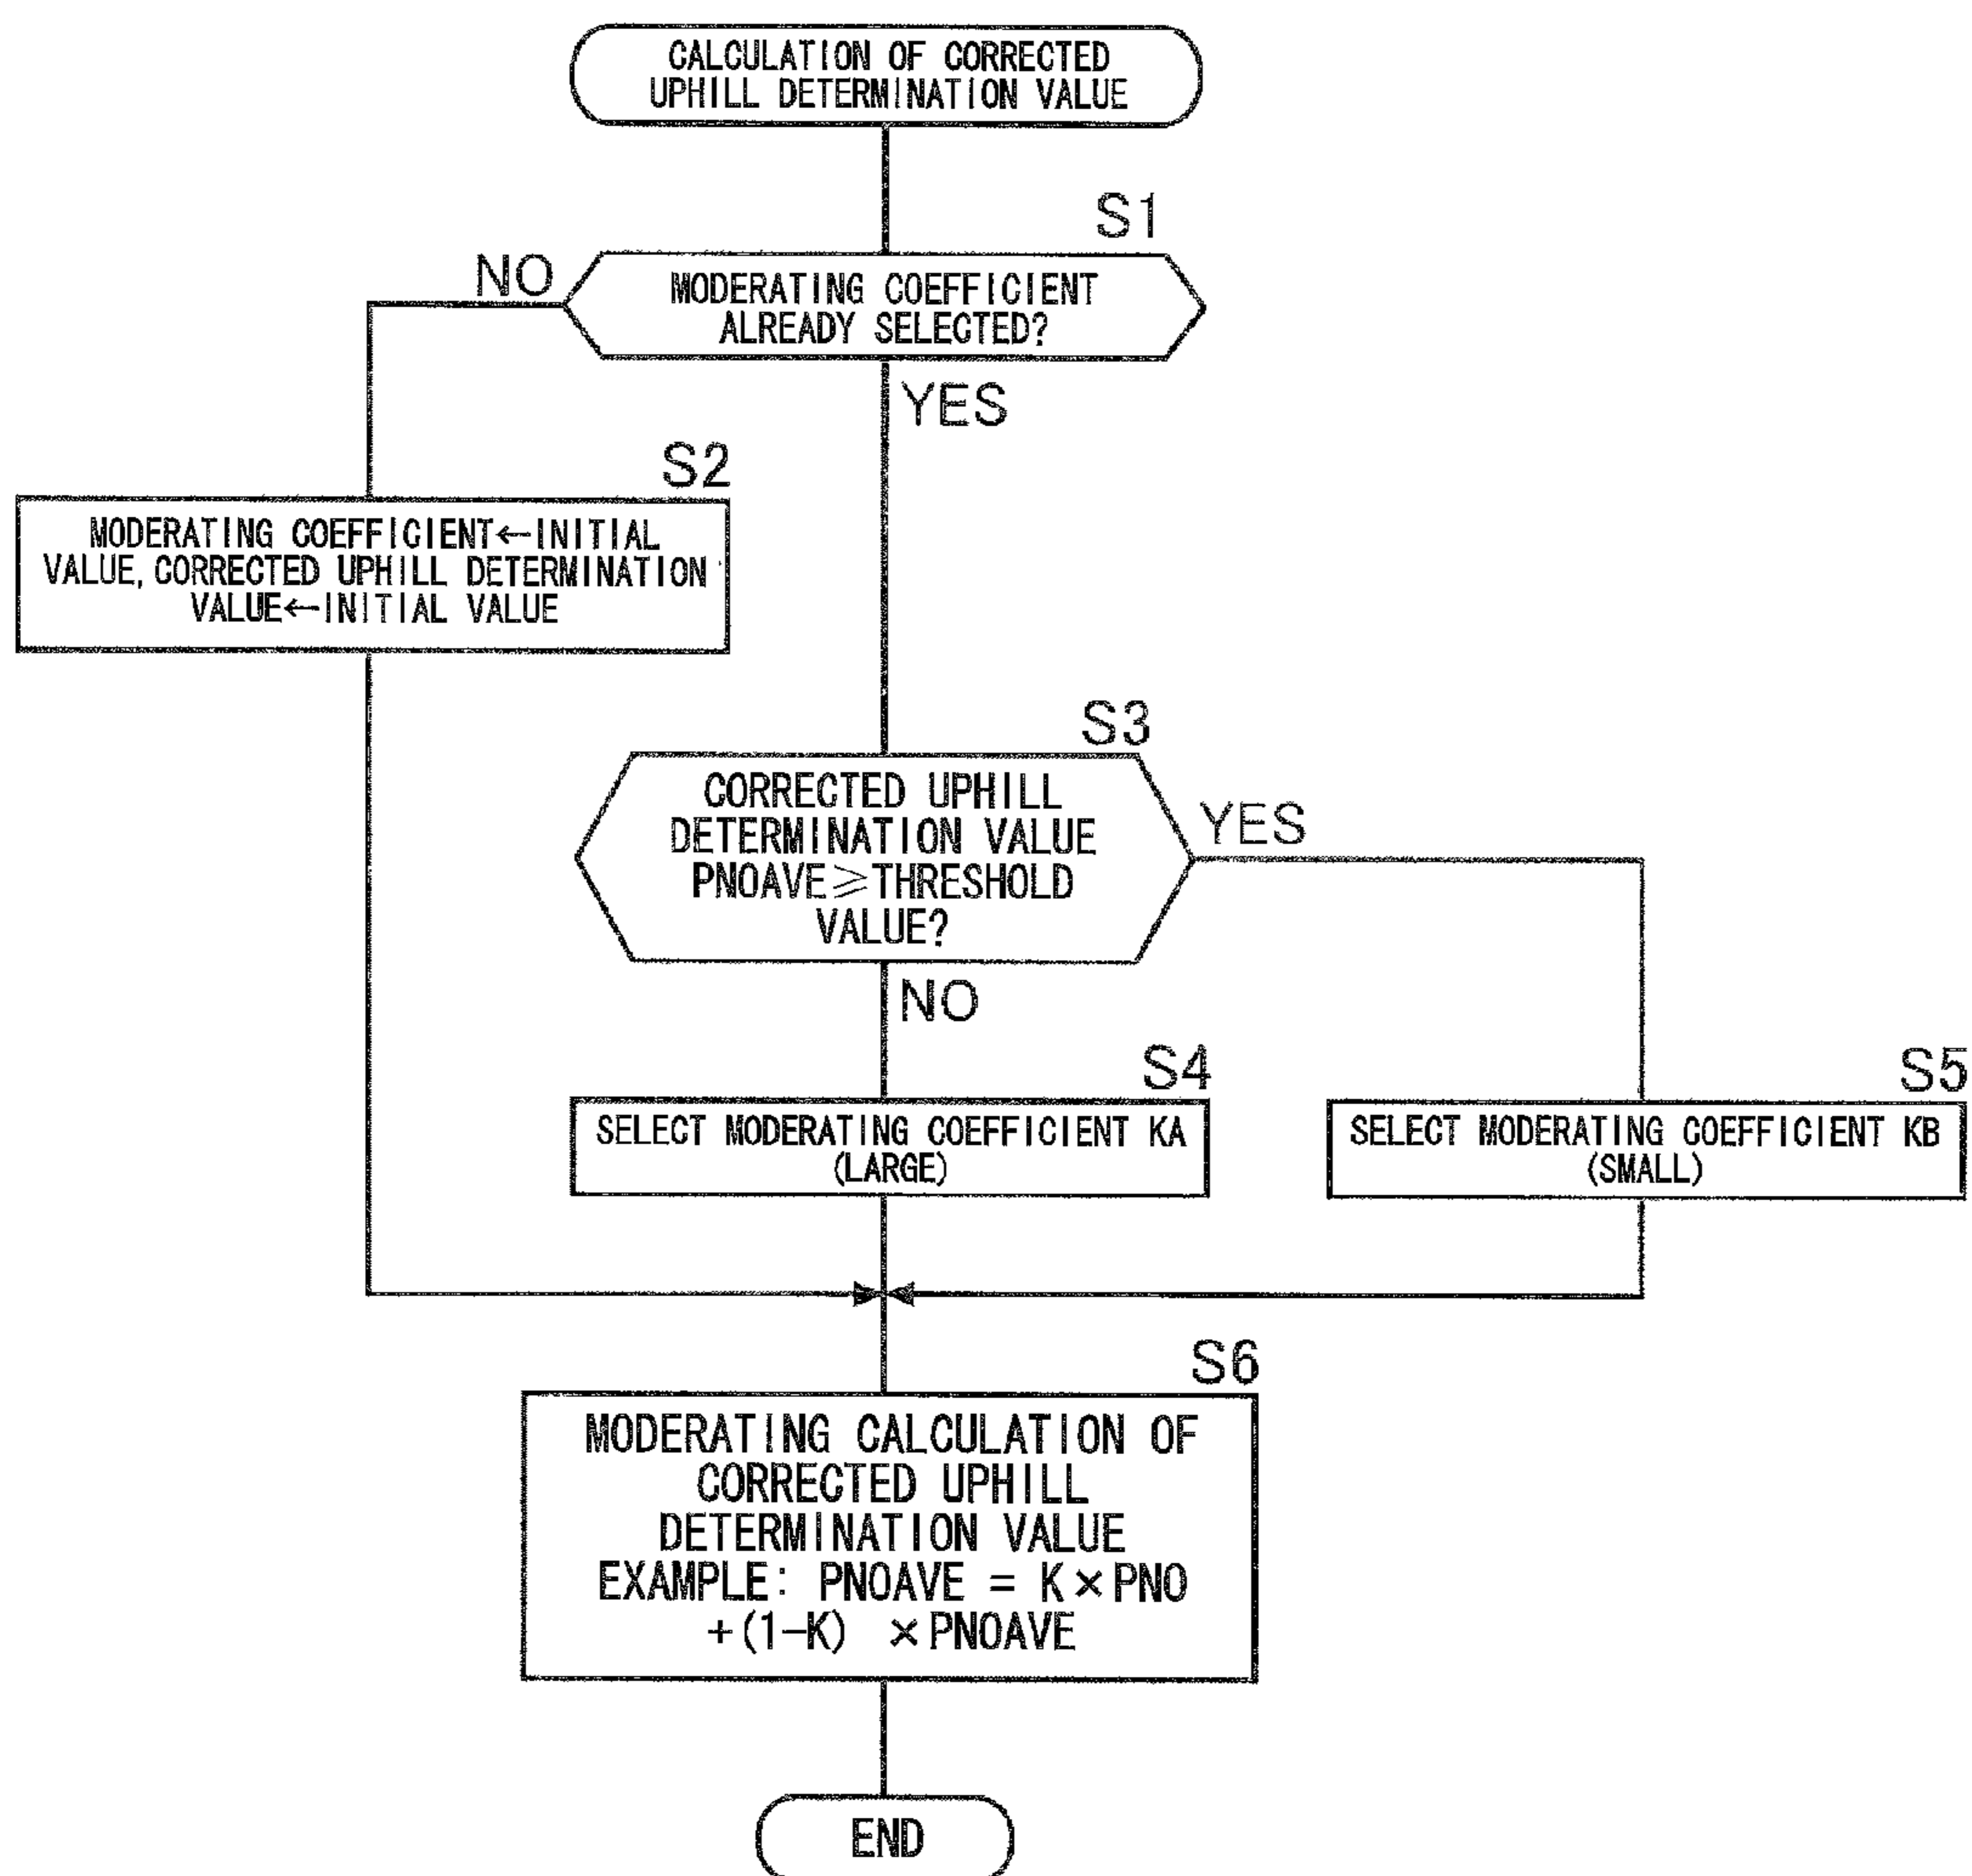 CALCULATION OF CORRECTED
UPHILL DETERMINATION VALUE
S1
NO
MODERATING COEFFICIENT
ALREADY SELECTED?
YES
S2
MODERATING COEFFICIENT←INITIAL
VALUE, CORRECTED UPHILL DETERMINATION
VALUE←INITIAL VALUE
S3
CORRECTED UPHILL
DETERMINATION VALUE
PNOAVE≧THRESHOLD
VALUE?
YES
NO
S4
SELECT MODERATING COEFFICIENT KA
(LARGE)
S5
SELECT MODERATING COEFFICIENT KB
(SMALL)
S6
MODERATING CALCULATION OF
CORRECTED UPHILL
DETERMINATION VALUE
EXAMPLE: PNOAVE = K×PNO
+(1-K) ×PNOAVE
END